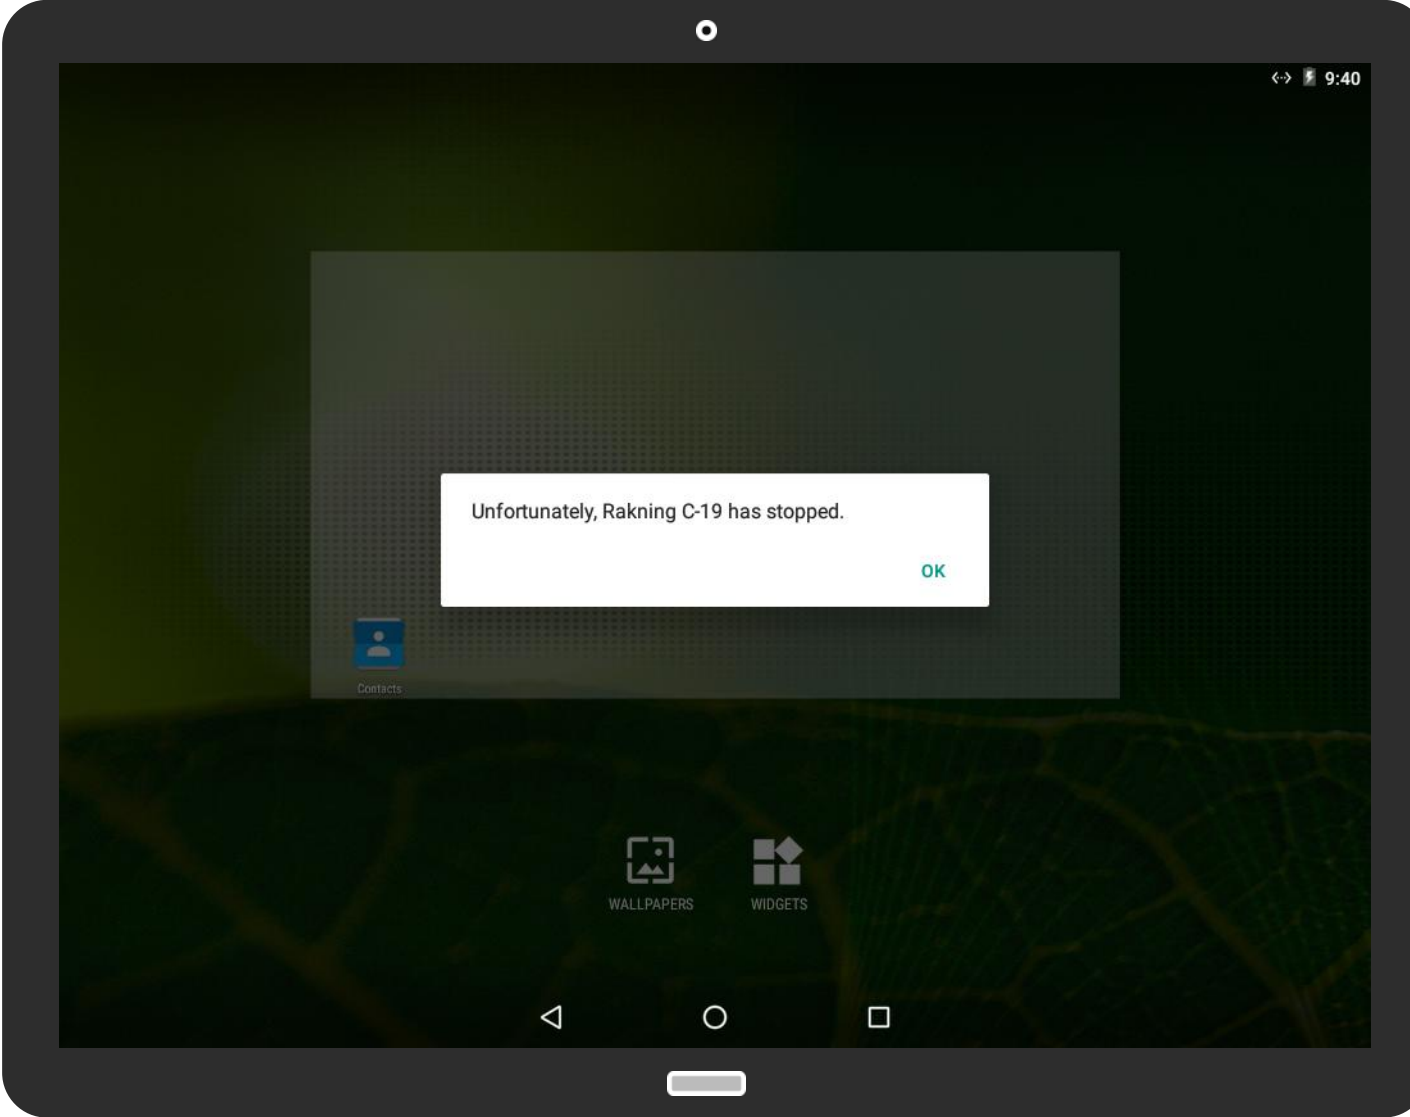 9:40
Unfortunately, Rakning C-19 has stopped.
OK
Contacts
WALLPAPERS
WIDGETS